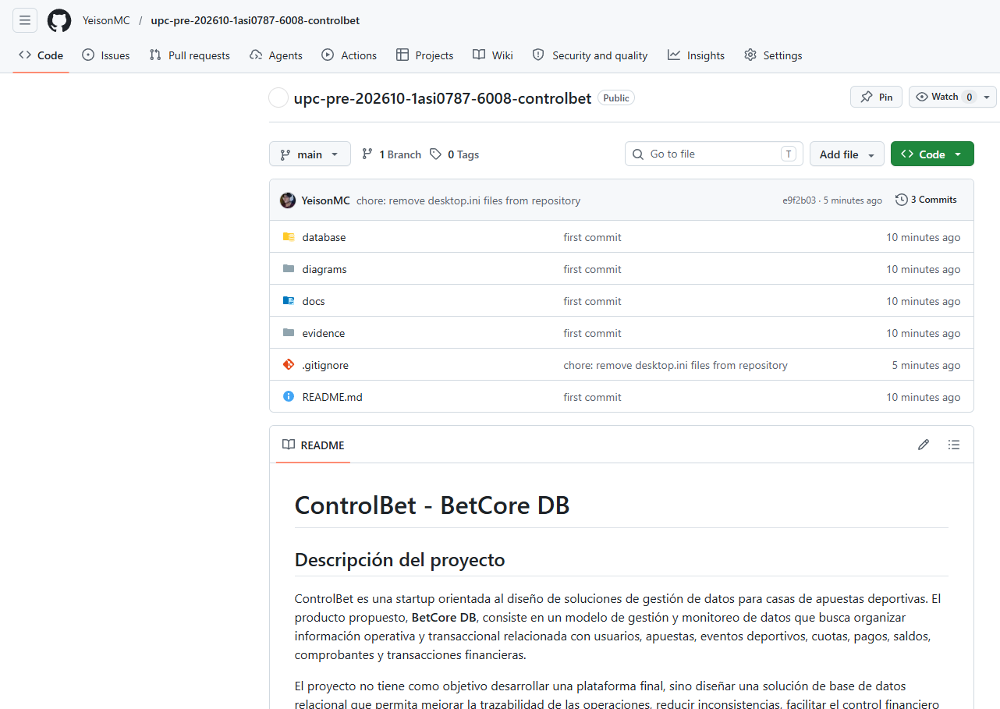 YeisonMC / upc-pre-202610-1asi0787-6008-controlbet
Code Issues Pull requests Agents Actions Projects Wiki Security and quality Insights Settings
upc-pre-202610-1asi0787-6008-controlbet Public Pin Watch 0
main 1 Branch 0 Tags Go to file T Add file Code
YeisonMC chore: remove desktop.ini files from repository e9f2b03 · 5 minutes ago 3 Commits
database first commit 10 minutes ago
diagrams first commit 10 minutes ago
docs first commit 10 minutes ago
evidence first commit 10 minutes ago
.gitignore chore: remove desktop.ini files from repository 5 minutes ago
README.md first commit 10 minutes ago
README
ControlBet - BetCore DB
Descripción del proyecto
ControlBet es una startup orientada al diseño de soluciones de gestión de datos para casas de apuestas deportivas. El
producto propuesto, BetCore DB, consiste en un modelo de gestión y monitoreo de datos que busca organizar
información operativa y transaccional relacionada con usuarios, apuestas, eventos deportivos, cuotas, pagos, saldos,
comprobantes y transacciones financieras.
El proyecto no tiene como objetivo desarrollar una plataforma final, sino diseñar una solución de base de datos
relacional que permita mejorar la trazabilidad de las operaciones, reducir inconsistencias, facilitar el control financiero